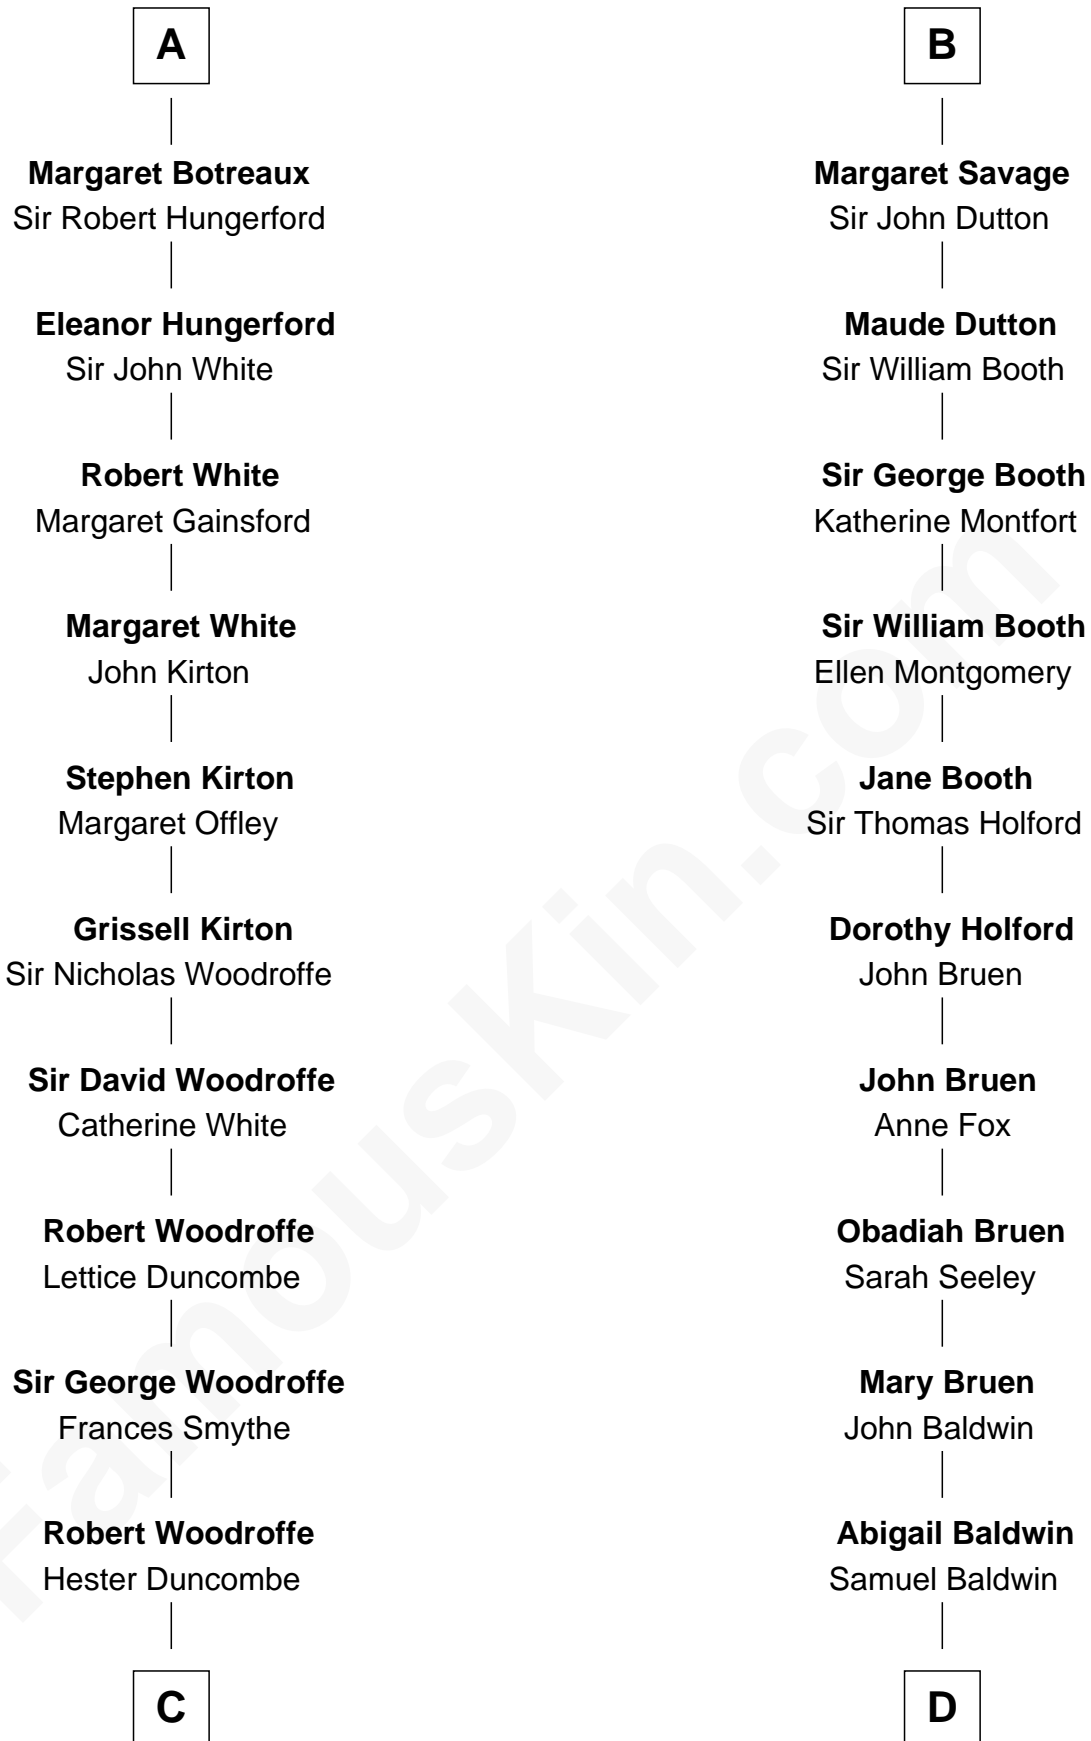 A
Margaret Botreaux
Sir Robert Hungerford
Eleanor Hungerford
Sir John White
Robert White
Margaret Gainsford
Margaret White
John Kirton
Stephen Kirton
Margaret Offley
Grissell Kirton
Sir Nicholas Woodroffe
Sir David Woodroffe
Catherine White
Robert Woodroffe
Lettice Duncombe
Sir George Woodroffe
Frances Smythe
Robert Woodroffe
Hester Duncombe
C
B
Margaret Savage
Sir John Dutton
Maude Dutton
Sir William Booth
Sir George Booth
Katherine Montfort
Sir William Booth
Ellen Montgomery
Jane Booth
Sir Thomas Holford
Dorothy Holford
John Bruen
John Bruen
Anne Fox
Obadiah Bruen
Sarah Seeley
Mary Bruen
John Baldwin
Abigail Baldwin
Samuel Baldwin
D
FamousKin.com